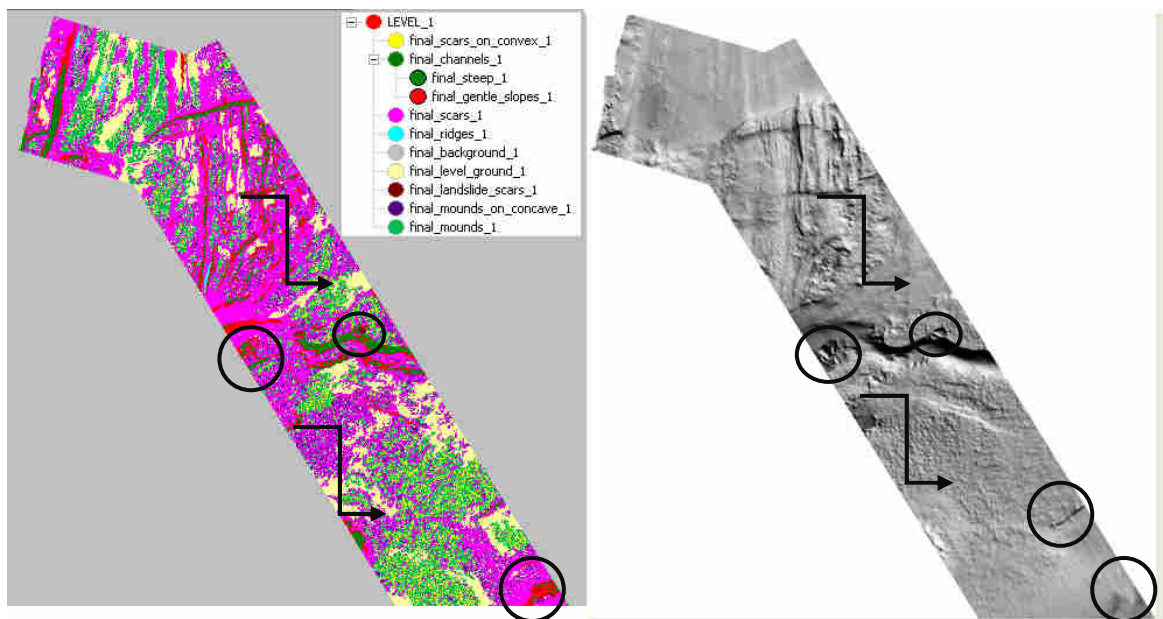 LEVEL_1
final_scars_on_convex_1
final_channels_1
final_steep_1
final_gentle_slopes_1
final_scars_1
final_ridges_1
final_background_1
final_level_ground_1
final_landslide_scars_1
final_mounds_on_concave_1
final_mounds_1